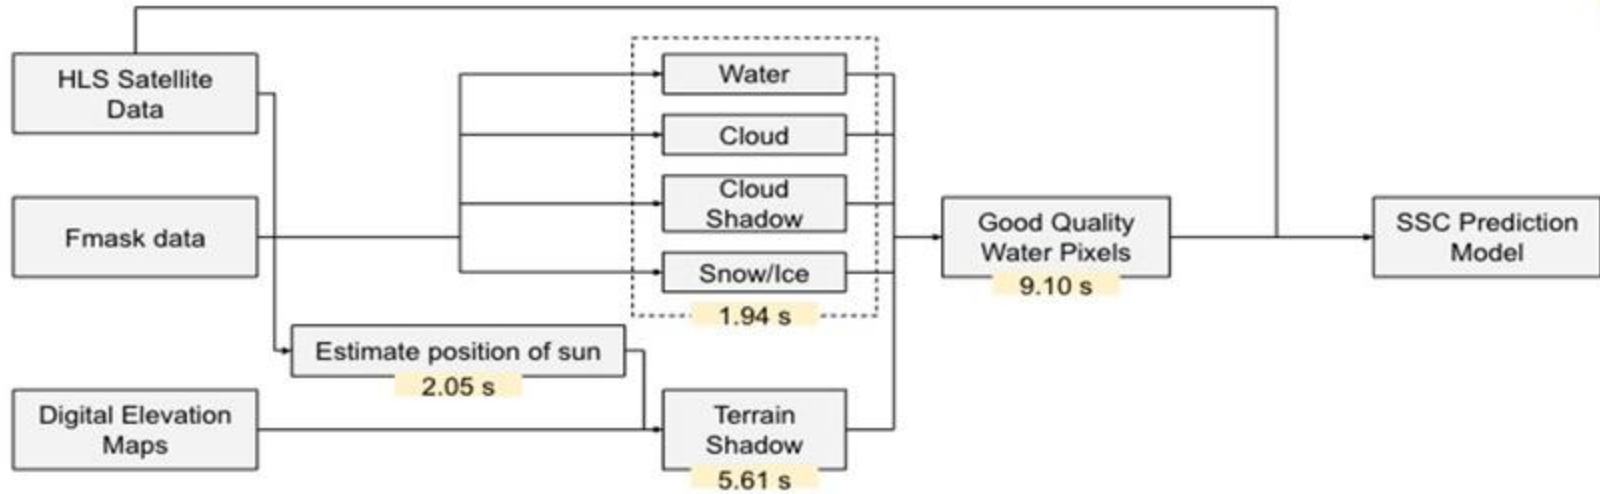 HLS Satellite
Data
Fmask data
Digital Elevation
Maps
Estimate position of sun
2.05 s
Water
Cloud
Cloud
Shadow
Snow/Ice
1.94 s
Terrain
Shadow
5.61 s
Good Quality
Water Pixels
9.10 s
SSC Prediction
Model